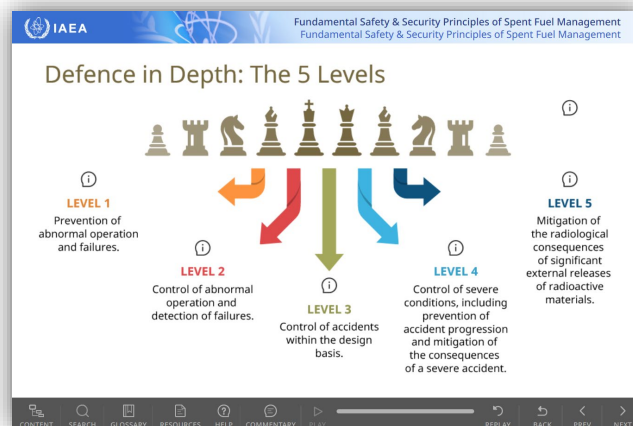 IAEA
Fundamental Safety & Security Principles of Spent Fuel Management
Fundamental Safety & Security Principles of Spent Fuel Management
Defence in Depth: The 5 Levels
LEVEL 1
Prevention of
abnormal operation
and failures.
LEVEL 2
Control of abnormal
operation and
detection of failures.
LEVEL 3
Control of accidents
within the design
basis.
LEVEL 4
Control of severe
conditions, including
prevention of
accident progression
and mitigation of
the consequences
of a severe accident.
LEVEL 5
Mitigation of
the radiological
consequences
of significant
external releases
of radioactive
materials.
CONTENT SEARCH GLOSSARY RESOURCES HELP COMMENTARY PLAY REPLAY BACK PREV NEXT